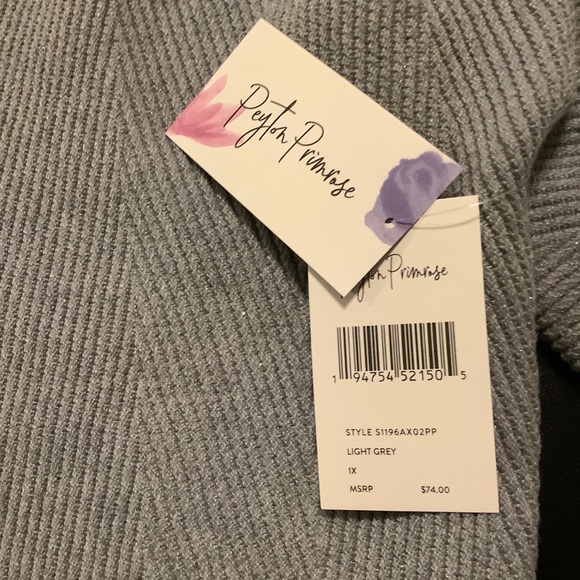 Peyton Primrose
Peyton Primrose
1 94754 52150 5
STYLE S1196AX02PP
LIGHT GREY
1X
MSRP $74.00